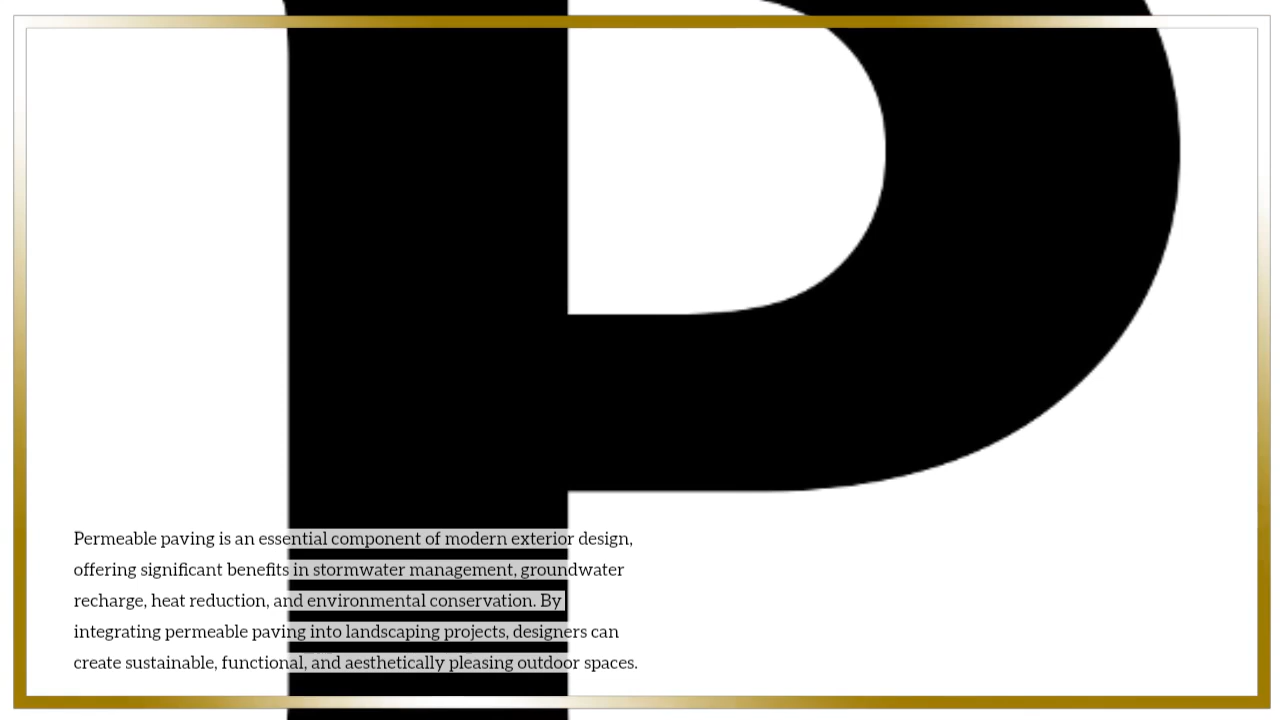 P
Permeable paving is an essential component of modern exterior design,
offering significant benefits in stormwater management, groundwater
recharge, heat reduction, and environmental conservation. By
integrating permeable paving into landscaping projects, designers can
create sustainable, functional, and aesthetically pleasing outdoor spaces.